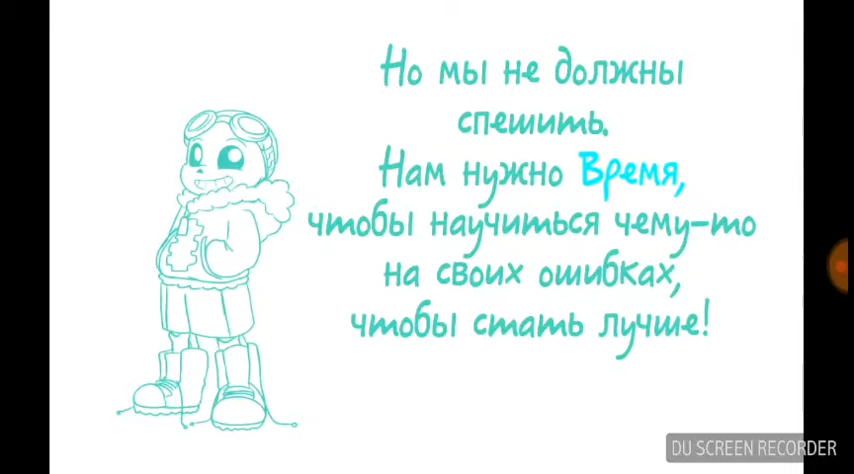 Но мы не должны
спешить.
Нам нужно Время,
чтобы научиться чему-то
на своих ошибках,
чтобы стать лучше!
DU SCREEN RECORDER